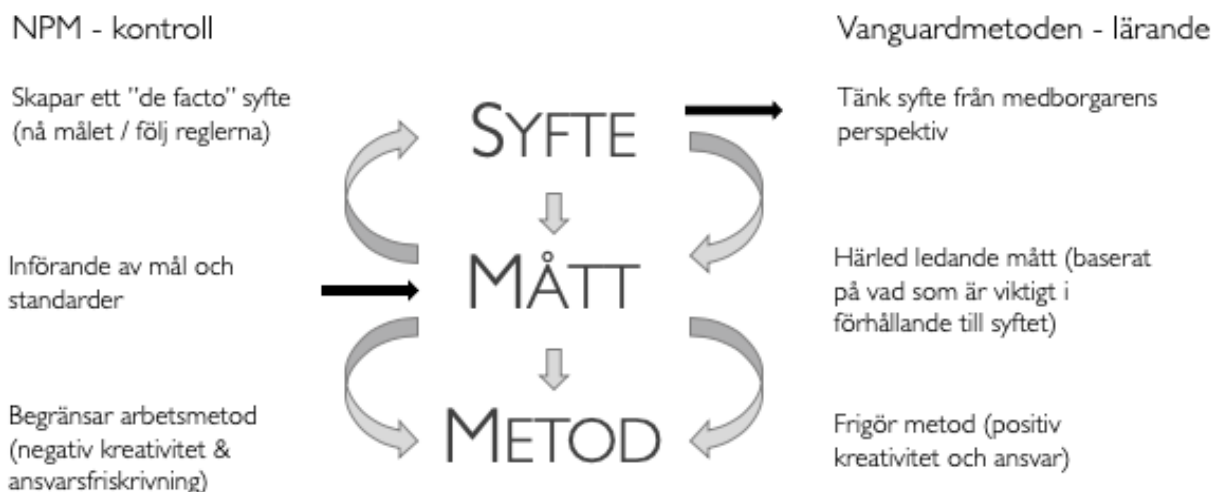 NPM - kontroll
Vanguardmetoden - lärande
Skapar ett ”de facto” syfte
(nå målet / följ reglerna)
SYFTE
Tänk syfte från medborgarens
perspektiv
Införande av mål och
standarder
MÅTT
Härled ledande mått (baserat
på vad som är viktigt i
förhållande till syftet)
Begränsar arbetsmetod
(negativ kreativitet &
ansvarsfriskrivning)
METOD
Frigör metod (positiv
kreativitet och ansvar)